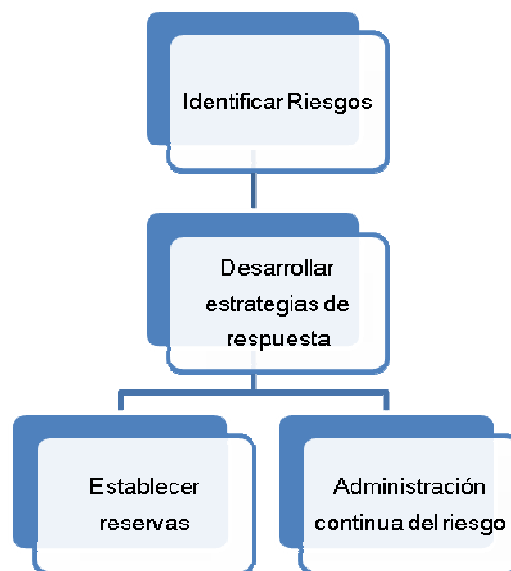 Identificar Riesgos
Desarrollar
estrategias de
respuesta
Establecer
reservas
Administración
continua del riesgo